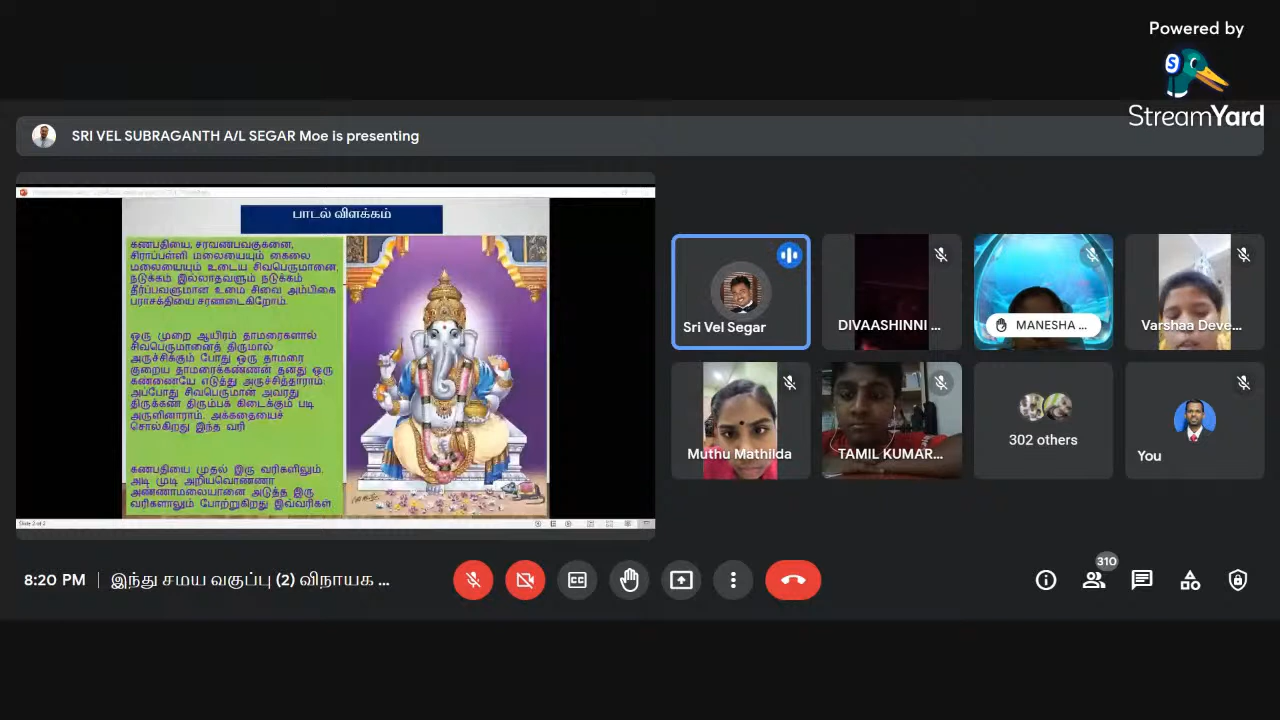 Powered by
StreamYard
SRI VEL SUBRAGANTH A/L SEGAR Moe is presenting
பாடல் விளக்கம்
கணபதியை, சரவணபவகுகனை,
சிராப்பள்ளி மலையையும் கைலை
மலையையும் உடைய சிவபெருமானை,
நடுக்கம் இல்லாதவளும் நடுக்கம்
தீர்ப்பவளுமான உமை சிவை அம்பிகை
பராசக்தியை சரணடைகிறோம்.
ஒரு முறை ஆயிரம் தாமரைகளால்
சிவபெருமானைத் திருமால்
அருச்சிக்கும் போது ஒரு தாமரை
குறைய தாமரைக்கண்ணன் தனது ஒரு
கண்ணையே எடுத்து அருச்சித்தாராம்;
அப்போது சிவபெருமான் அவரது
திருக்கண் திரும்பக் கிடைக்கும் படி
அருளினாராம். அக்கதையைச்
சொல்கிறது இந்த வரி
கணபதியை முதல் இரு வரிகளிலும்,
அடி முடி அறியவொண்ணா
அண்ணாமலையானை அடுத்த இரு
வரிகளாலும் போற்றுகிறது இவ்வரிகள்
Slide 2 of 2
Sri Vel Segar
DIVAASHINNI ...
MANESHA ...
Varshaa Deve...
Muthu Mathilda
TAMIL KUMAR...
302 others
You
8:20 PM
இந்து சமய வகுப்பு (2) விநாயக ...
310